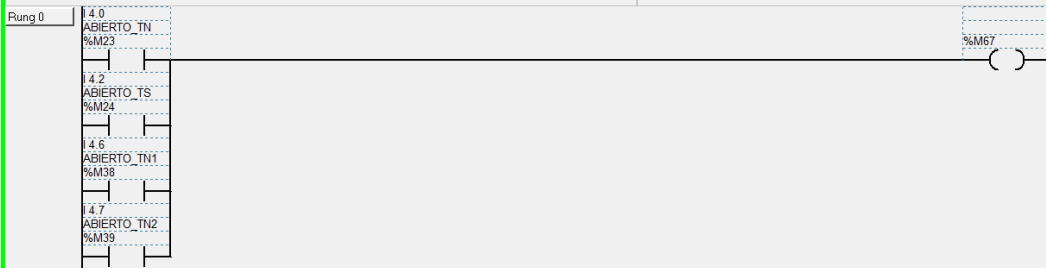 Rung 0
I 4.0
ABIERTO_TN
%M23
%M67
I 4.2
ABIERTO_TS
%M24
I 4.6
ABIERTO_TN1
%M38
I 4.7
ABIERTO_TN2
%M39